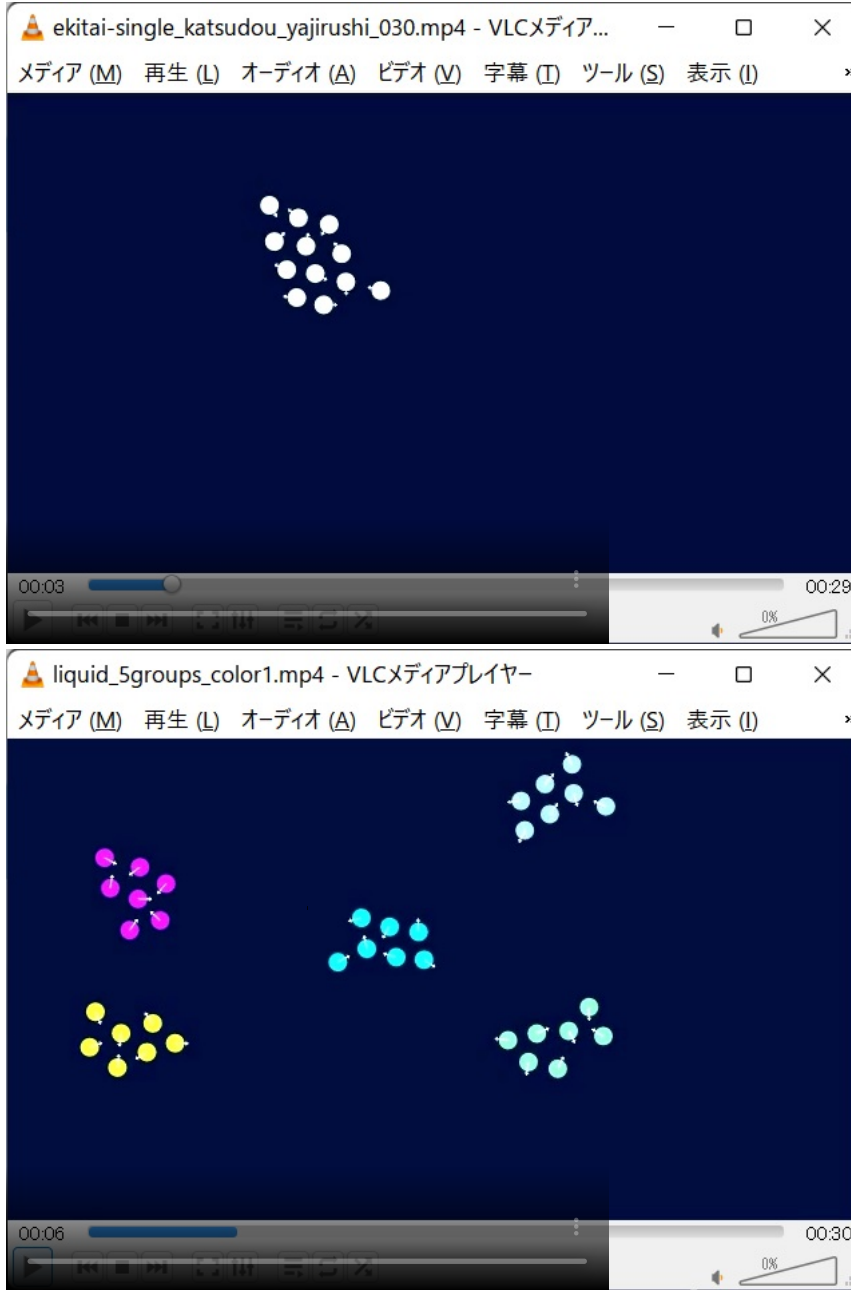 ekitai-single_katsudou_yajirushi_030.mp4 - VLCメディア...
メディア (M) 再生 (L) オーディオ (A) ビデオ (V) 字幕 (T) ツール (S) 表示 (I) »
00:03 00:29
0%
liquid_5groups_color1.mp4 - VLCメディアプレイヤー
メディア (M) 再生 (L) オーディオ (A) ビデオ (V) 字幕 (T) ツール (S) 表示 (I) »
00:06 00:30
0%